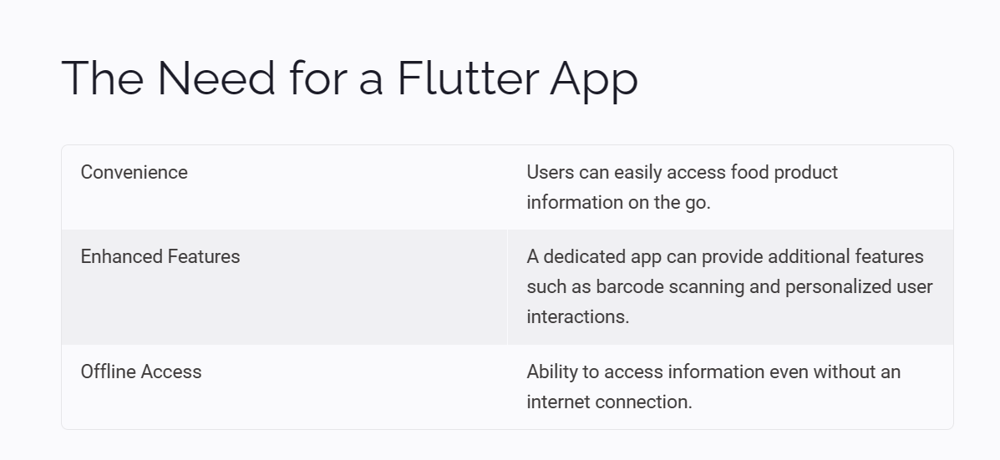 The Need for a Flutter App
Convenience
Users can easily access food product
information on the go.
Enhanced Features
A dedicated app can provide additional features
such as barcode scanning and personalized user
interactions.
Offline Access
Ability to access information even without an
internet connection.